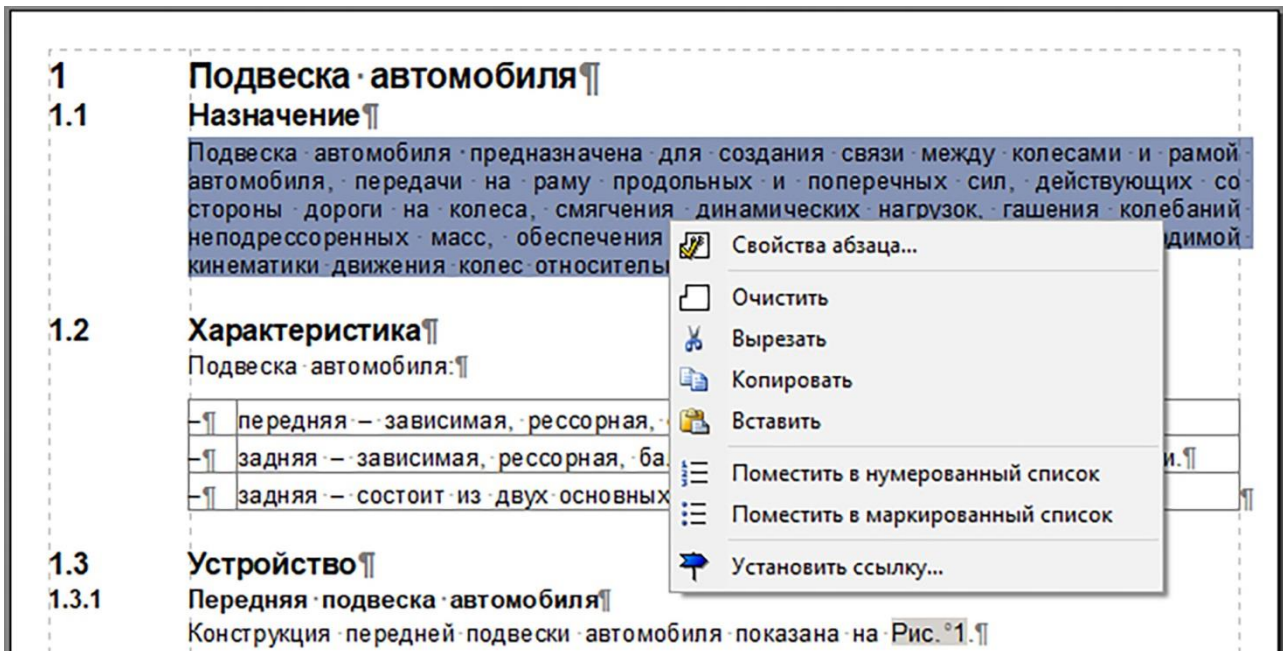 1 Подвеска автомобиля¶
1.1 Назначение¶
Подвеска автомобиля предназначена для создания связи между колесами и рамой
автомобиля, передачи на раму продольных и поперечных сил, действующих со
стороны дороги на колеса, смягчения динамических нагрузок, гашения колебаний
неподрессоренных масс, обеспечения
кинематики движения колес
Свойства абзаца...
Очистить
Вырезать
Копировать
Вставить
Поместить в нумерованный список
Поместить в маркированный список
Установить ссылку...
1.2 Характеристика¶
Подвеска автомобиля:¶
–¶ передняя – зависимая, рессорная,
–¶ задняя – зависимая, рессорная,
–¶ задняя – состоит из двух основных
1.3 Устройство¶
1.3.1 Передняя подвеска автомобиля¶
Конструкция передней подвески автомобиля показана на Рис.°1.¶